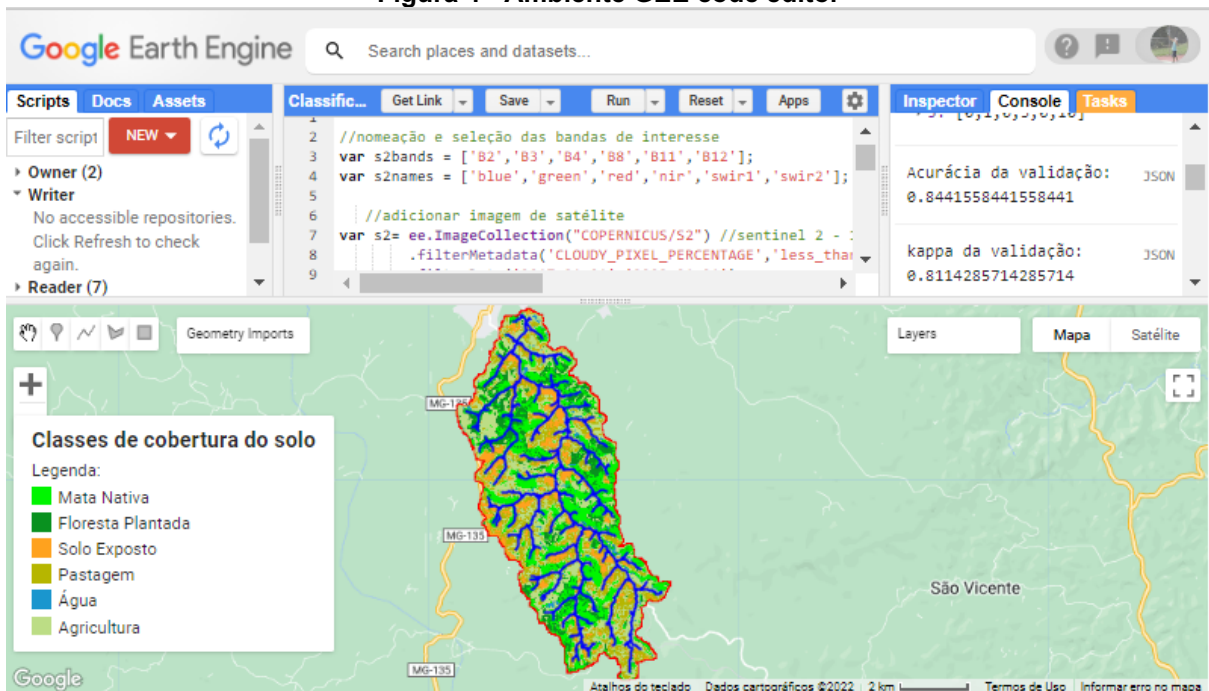 Google Earth Engine
Search places and datasets...
Scripts Docs Assets
Filter script NEW
Owner (2)
Writer
No accessible repositories.
Click Refresh to check
again.
Reader (7)
Classific... Get Link Save Run Reset Apps
2 //nomeação e seleção das bandas de interesse
3 var s2bands = ['B2','B3','B4','B8','B11','B12'];
4 var s2names = ['blue','green','red','nir','swir1','swir2'];
5
6 //adicionar imagem de satélite
7 var s2= ee.ImageCollection("COPERNICUS/S2") //sentinel 2 -
8 .filterMetadata('CLOUDY_PIXEL_PERCENTAGE','less_tha
9
Inspector Console Tasks
Acurácia da validação: JSON
0.8441558441558441
kappa da validação: JSON
0.8114285714285714
Geometry Imports
Layers
Mapa Satélite
MG-135
MG-135
MG-135
São Vicente
Classes de cobertura do solo
Legenda:
Mata Nativa
Floresta Plantada
Solo Exposto
Pastagem
Água
Agricultura
Google
Atalhos do teclado Dados cartográficos ©2022 2 km Termos de Uso Informar erro no mapa